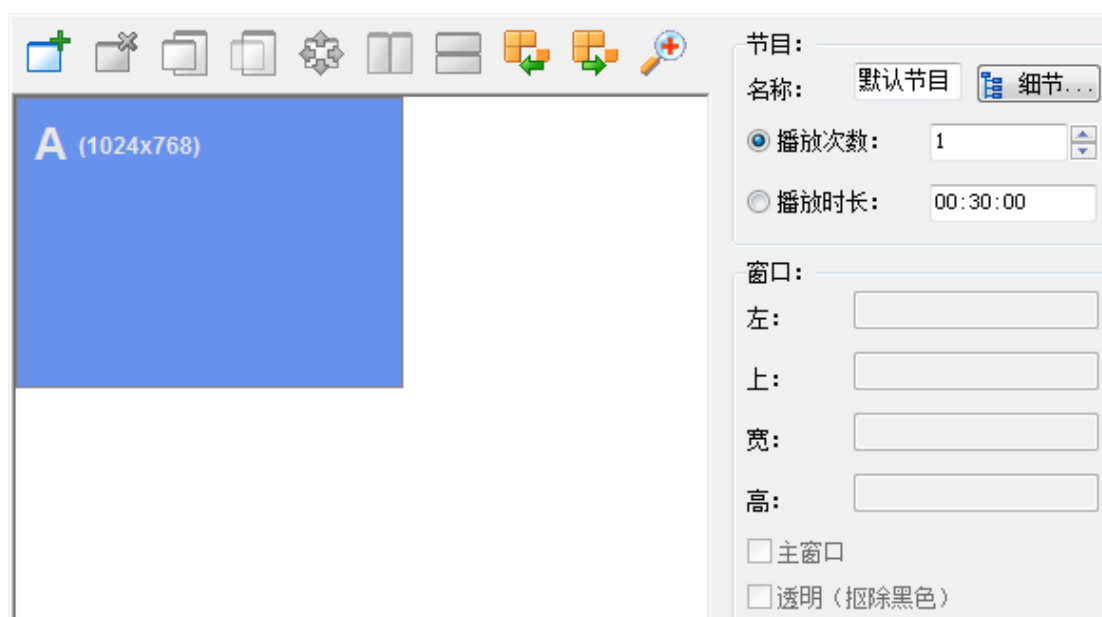 节目：
名称： 默认节目 细节...
A (1024x768)
播放次数： 1
播放时长： 00:30:00
窗口：
左：
上：
宽：
高：
主窗口
透明（抠除黑色）